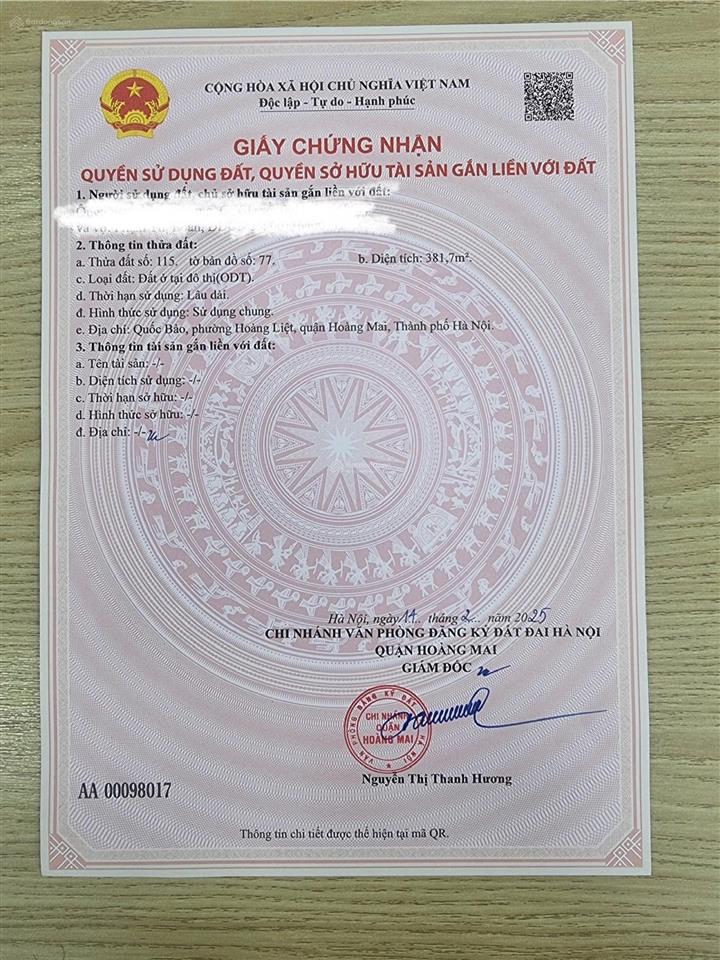 Batdongsan
CỘNG HÒA XÃ HỘI CHỦ NGHĨA VIỆT NAM
Độc lập - Tự do - Hạnh phúc
GIẤY CHỨNG NHẬN
QUYỀN SỬ DỤNG ĐẤT, QUYỀN SỞ HỮU TÀI SẢN GẮN LIỀN VỚI ĐẤT
1. Người sử dụng đất, chủ sở hữu tài sản gắn liền với đất:
2. Thông tin thửa đất:
a. Thửa đất số: 115, tờ bản đồ số: 77, b. Diện tích: 381,7m².
c. Loại đất: Đất ở tại đô thị(ODT).
d. Thời hạn sử dụng: Lâu dài.
đ. Hình thức sử dụng: Sử dụng chung.
e. Địa chỉ: Quốc Bảo, phường Hoàng Liệt, quận Hoàng Mai, Thành phố Hà Nội.
3. Thông tin tài sản gắn liền với đất:
a. Tên tài sản: -/-
b. Diện tích sử dụng: -/-
c. Thời hạn sở hữu: -/-
d. Hình thức sở hữu: -/-
đ. Địa chỉ: -/-
Hà Nội, ngày 14 tháng 2 năm 2025
CHI NHÁNH VĂN PHÒNG ĐĂNG KÝ ĐẤT ĐAI HÀ NỘI
QUẬN HOÀNG MAI
GIÁM ĐỐC
VĂN PHÒNG ĐĂNG KÝ ĐẤT HÀ NỘI
CHI NHÁNH
QUẬN
HOÀNG MAI
Nguyễn Thị Thanh Hương
AA 00098017
Thông tin chi tiết được thể hiện tại mã QR.